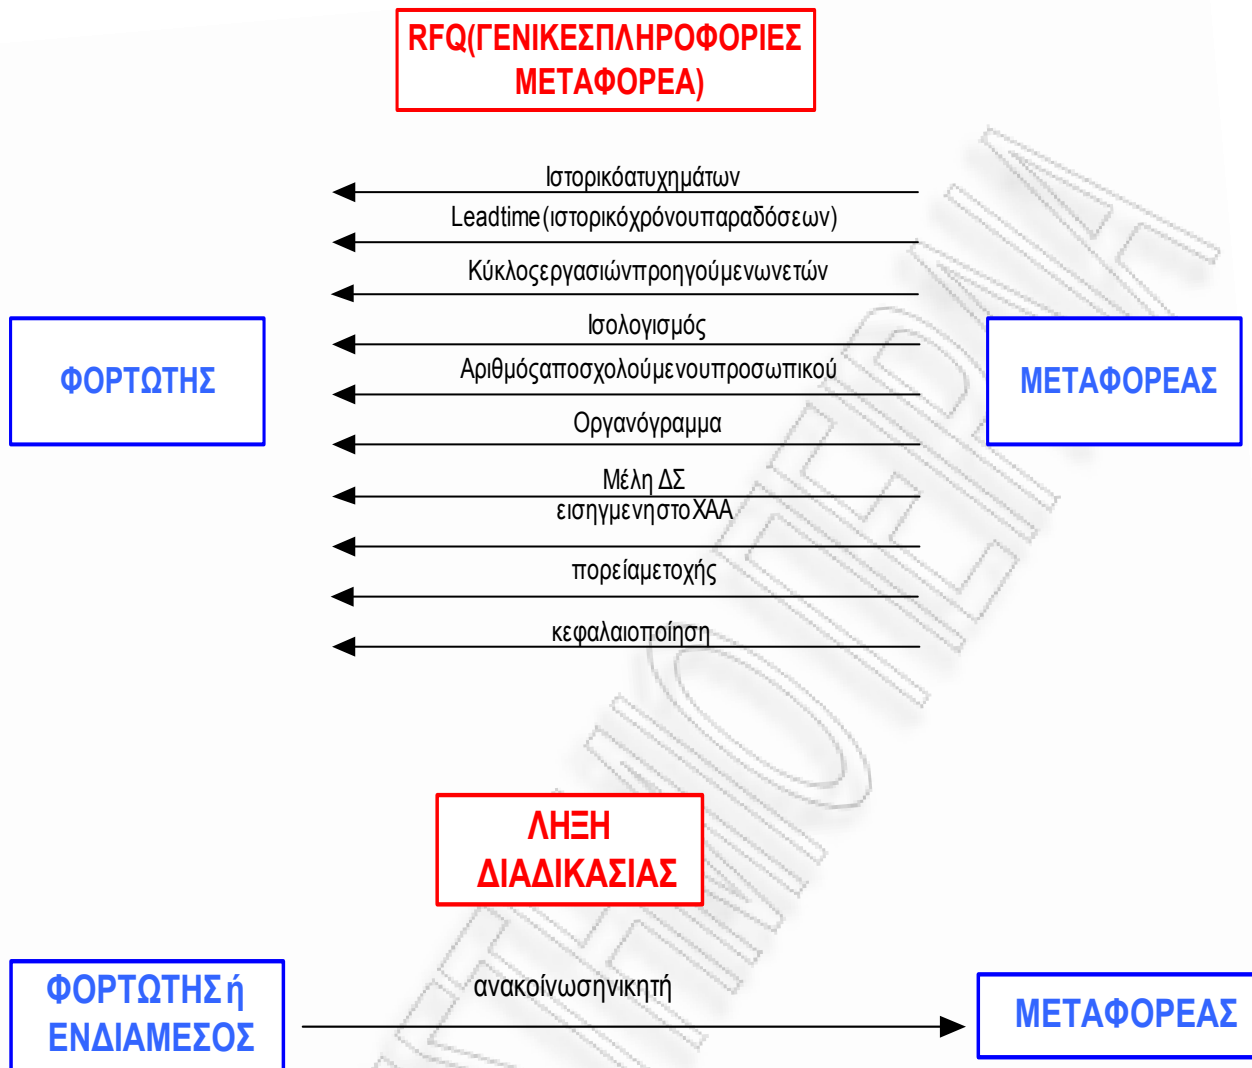 RFQ(ΓΕΝΙΚΕΣΠΛΗΡΟΦΟΡΙΕΣ
ΜΕΤΑΦΟΡΕΑ)
Ιστορικόατυχημάτων
Leadtime(ιστορικόχρόνουπαραδόσεων)
Κύκλοςεργασιώνπροηγούμενωνετών
Ισολογισμός
Αριθμόςαποσχολούμενουπροσωπικού
Οργανόγραμμα
Μέλη ΔΣ
εισηγμενηστοΧΑΑ
πορείαμετοχής
κεφαλαιοποίηση
ΦΟΡΤΩΤΗΣ
ΜΕΤΑΦΟΡΕΑΣ
ΛΗΞΗ
ΔΙΑΔΙΚΑΣΙΑΣ
ΦΟΡΤΩΤΗΣ ή
ΕΝΔΙΑΜΕΣΟΣ
ανακοίνωσηνικητή
ΜΕΤΑΦΟΡΕΑΣ